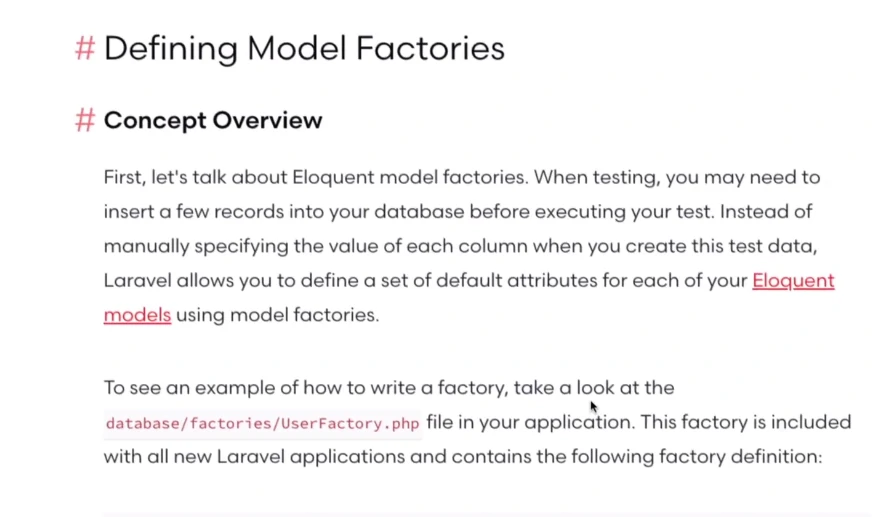 # Defining Model Factories
# Concept Overview
First, let's talk about Eloquent model factories. When testing, you may need to
insert a few records into your database before executing your test. Instead of
manually specifying the value of each column when you create this test data,
Laravel allows you to define a set of default attributes for each of your Eloquent
models using model factories.
To see an example of how to write a factory, take a look at the
database/factories/UserFactory.php file in your application. This factory is included
with all new Laravel applications and contains the following factory definition: